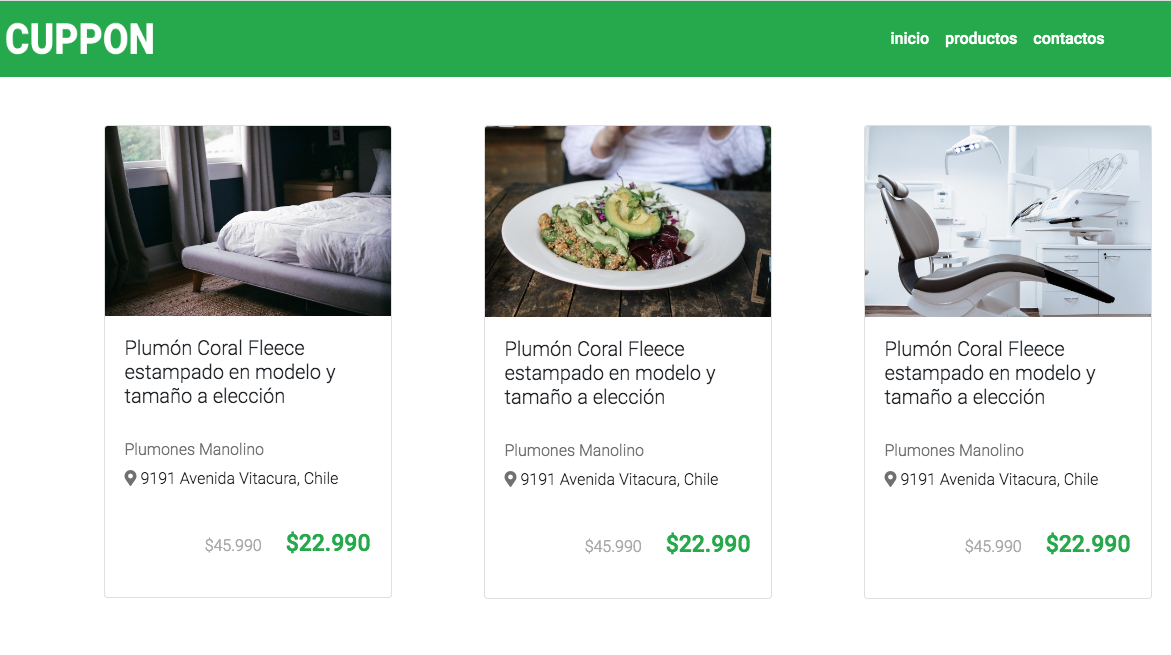 CUPPON
inicio productos contactos
Plumón Coral Fleece
estampado en modelo y
tamaño a elección
Plumones Manolino
9191 Avenida Vitacura, Chile
$45.990 $22.990
Plumón Coral Fleece
estampado en modelo y
tamaño a elección
Plumones Manolino
9191 Avenida Vitacura, Chile
$45.990 $22.990
Plumón Coral Fleece
estampado en modelo y
tamaño a elección
Plumones Manolino
9191 Avenida Vitacura, Chile
$45.990 $22.990